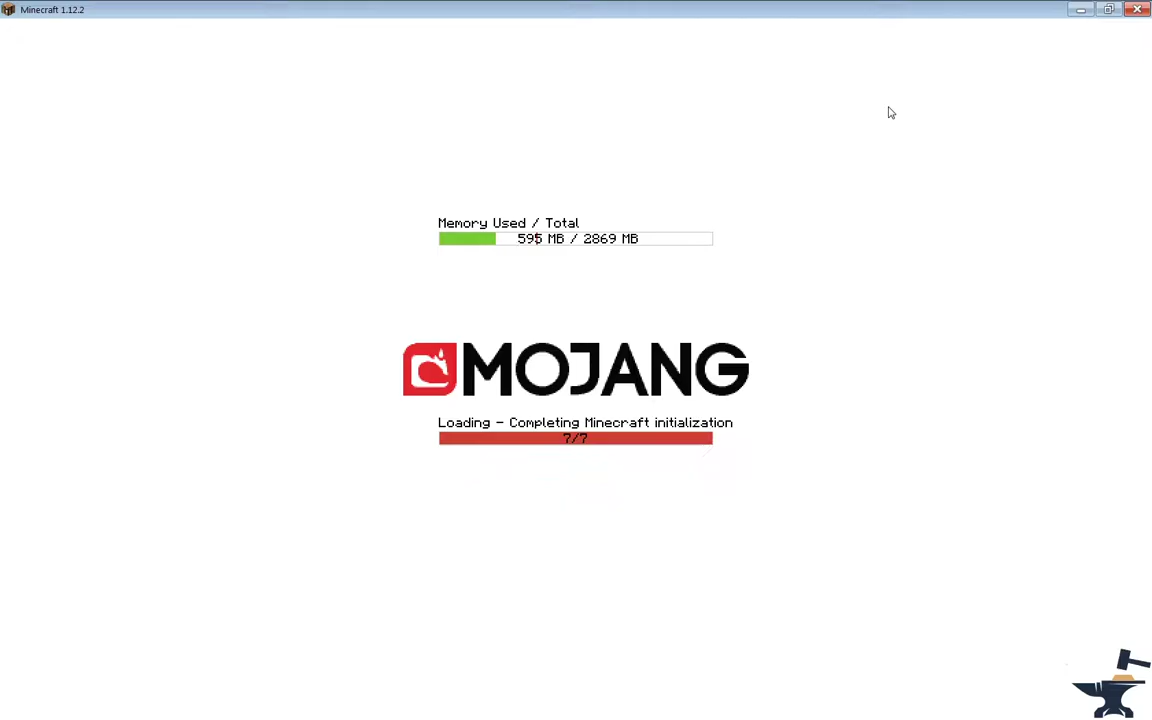 Minecraft 1.12.2
Memory Used / Total
595 MB / 2869 MB
MOJANG
Loading - Completing Minecraft initialization
7/7